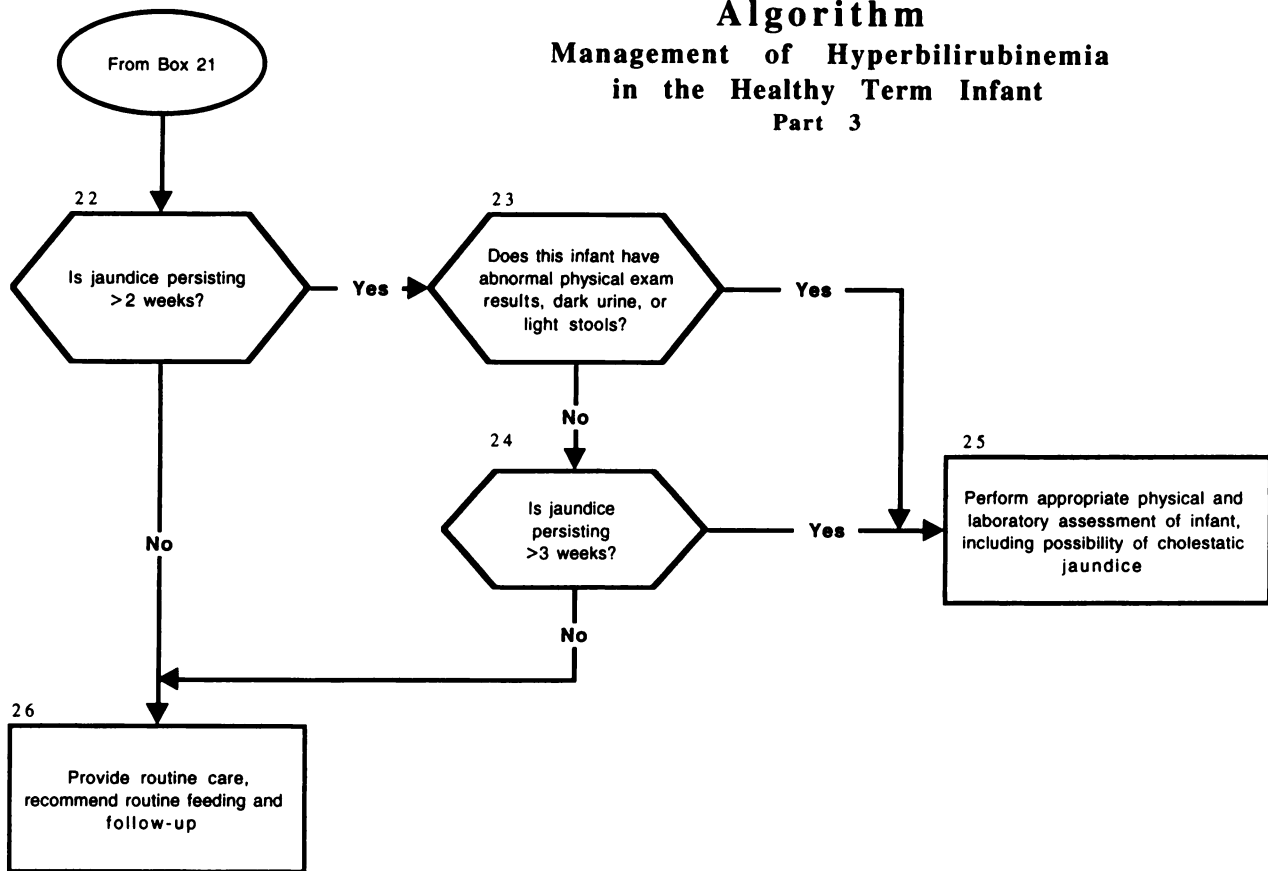 Algorithm
Management of Hyperbilirubinemia
in the Healthy Term Infant
Part 3
From Box 21
22
Is jaundice persisting
>2 weeks?
Yes
23
Does this infant have
abnormal physical exam
results, dark urine, or
light stools?
Yes
No
24
Is jaundice
persisting
>3 weeks?
Yes
25
Perform appropriate physical and
laboratory assessment of infant,
including possibility of cholestatic
jaundice
No
No
26
Provide routine care,
recommend routine feeding and
follow-up